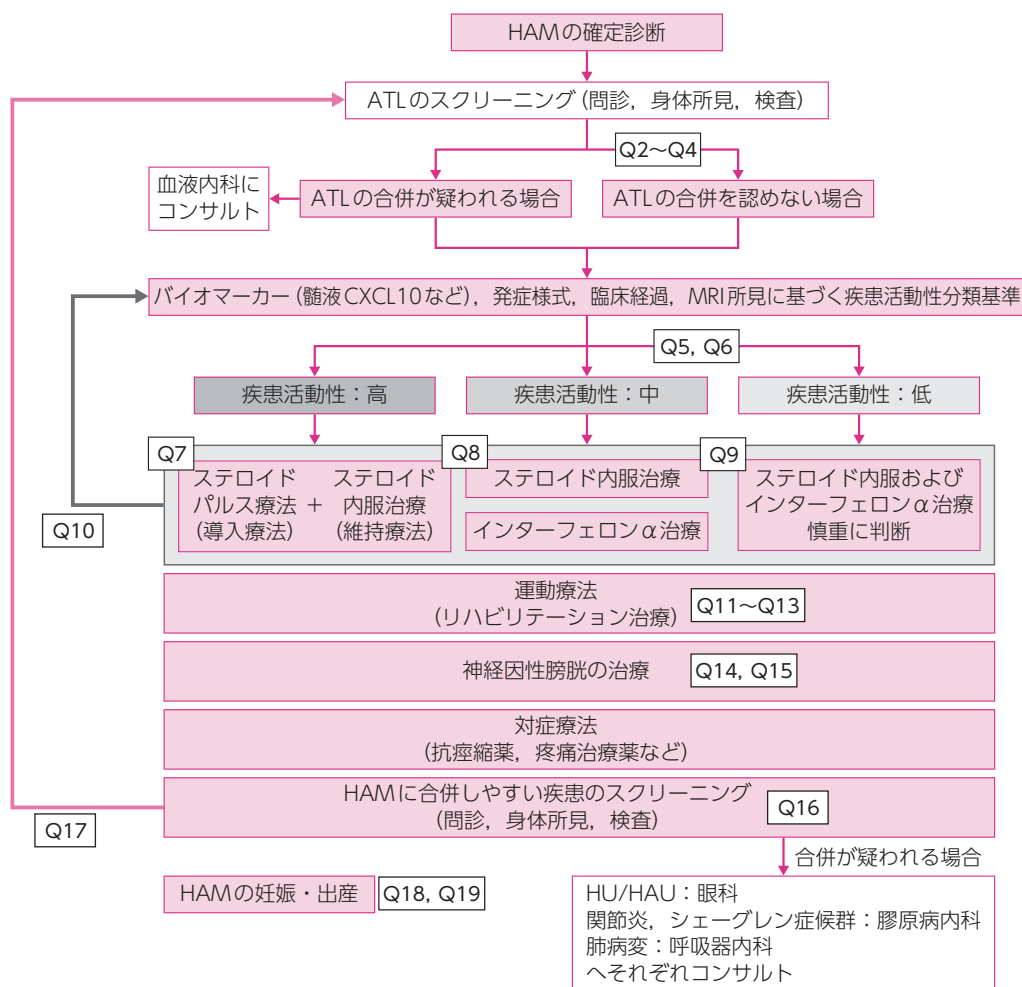 HAMの確定診断
ATLのスクリーニング（問診，身体所見，検査）
Q2〜Q4
血液内科に
コンサルト
ATLの合併が疑われる場合
ATLの合併を認めない場合
バイオマーカー（髄液CXCL10など），発症様式，臨床経過，MRI所見に基づく疾患活動性分類基準
Q5, Q6
疾患活動性：高
疾患活動性：中
疾患活動性：低
Q7
ステロイド
パルス療法
（導入療法）
+
ステロイド
内服治療
（維持療法）
Q8
ステロイド内服治療
インターフェロンα治療
Q9
ステロイド内服および
インターフェロンα治療
慎重に判断
Q10
運動療法
（リハビリテーション治療）
Q11〜Q13
神経因性膀胱の治療
Q14, Q15
対症療法
（抗痙縮薬，疼痛治療薬など）
HAMに合併しやすい疾患のスクリーニング
（問診，身体所見，検査）
Q16
Q17
合併が疑われる場合
HAMの妊娠・出産
Q18, Q19
HU/HAU：眼科
関節炎，シェーグレン症候群：膠原病内科
肺病変：呼吸器内科
へそれぞれコンサルト